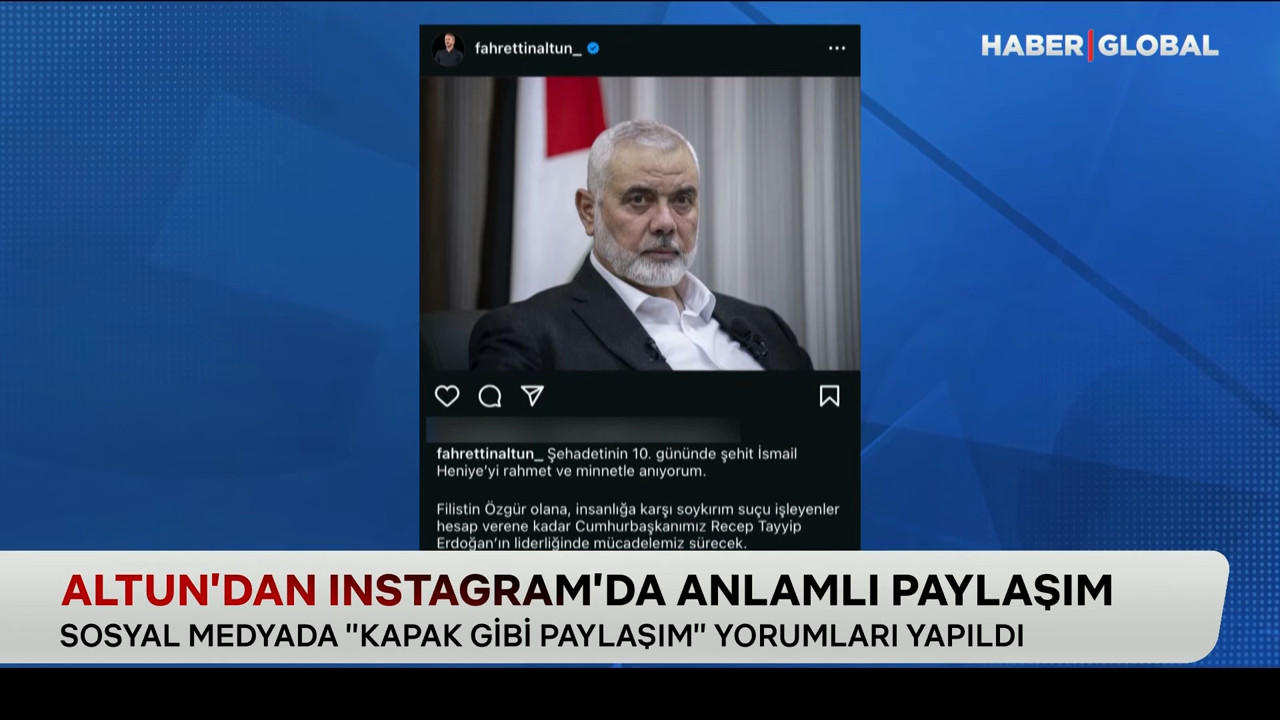 fahrettinaltun_
HABER|GLOBAL
fahrettinaltun_ Şehadetinin 10. gününde şehit İsmail
Heniye'yi rahmet ve minnetle anıyorum.
Filistin Özgür olana, insanlığa karşı soykırım suçu işleyenler
hesap verene kadar Cumhurbaşkanımız Recep Tayyip
Erdoğan'ın liderliğinde mücadelemiz sürecek.
ALTUN'DAN INSTAGRAM'DA ANLAMLI PAYLAŞIM
SOSYAL MEDYADA "KAPAK GİBİ PAYLAŞIM" YORUMLARI YAPILDI